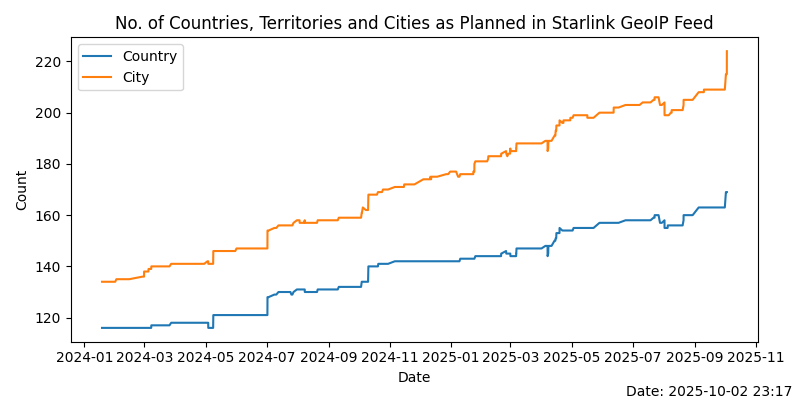 No. of Countries, Territories and Cities as Planned in Starlink GeoIP Feed
Country
City
220
200
180
160
140
120
Count
2024-01 2024-03 2024-05 2024-07 2024-09 2024-11 2025-01 2025-03 2025-05 2025-07 2025-09 2025-11
Date
Date: 2025-10-02 23:17